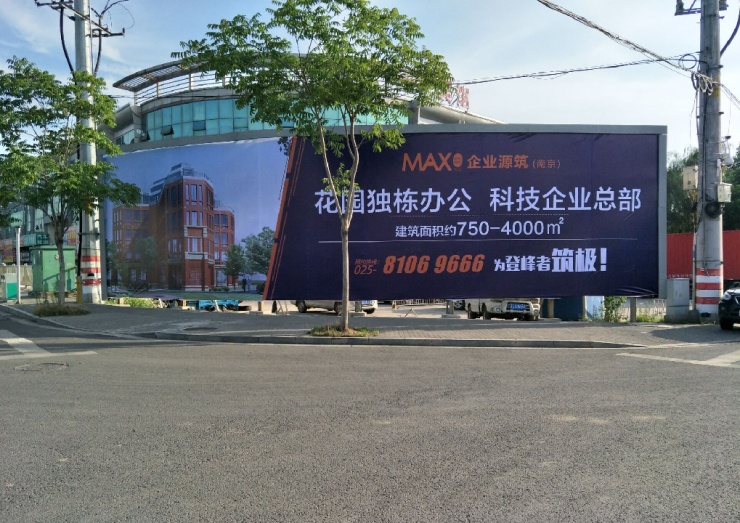 MAX 企业源筑(南京)
花园独栋办公 科技企业总部
建筑面积约750-4000㎡
025- 8106 9666 为登峰者筑极!